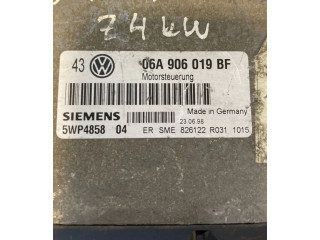 74 kW
43 VW 06A 906 019 BF
Motorsteuerung
Made in Germany
SIEMENS 23.06.98
5WP4858 04 ER SME 826122 R031 1015